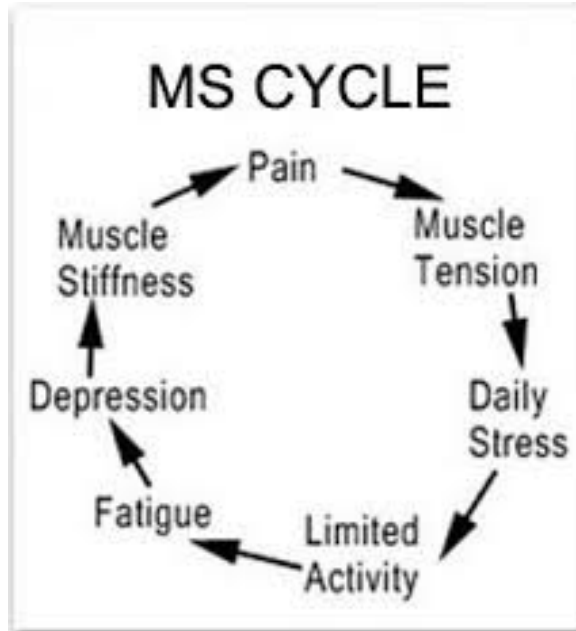 MS CYCLE
Pain
Muscle
Tension
Daily
Stress
Limited
Activity
Fatigue
Depression
Muscle
Stiffness